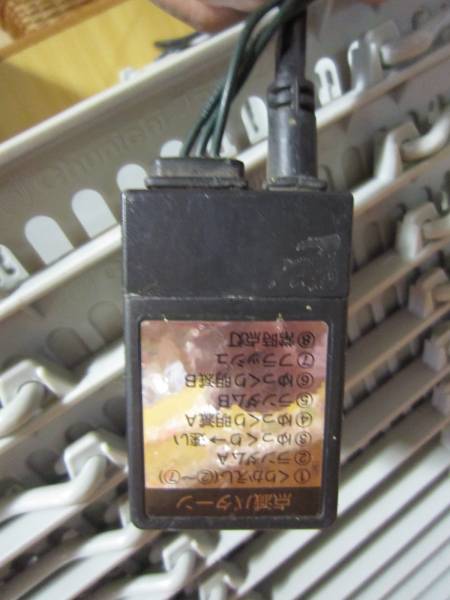 点滅パターン
①くりかえし(②〜⑦)
②ランダムA
③ゆっくり→速い
④ゆっくり明滅A
⑤ランダムB
⑥ゆっくり明滅B
⑦フラッシュ
⑧常時点灯